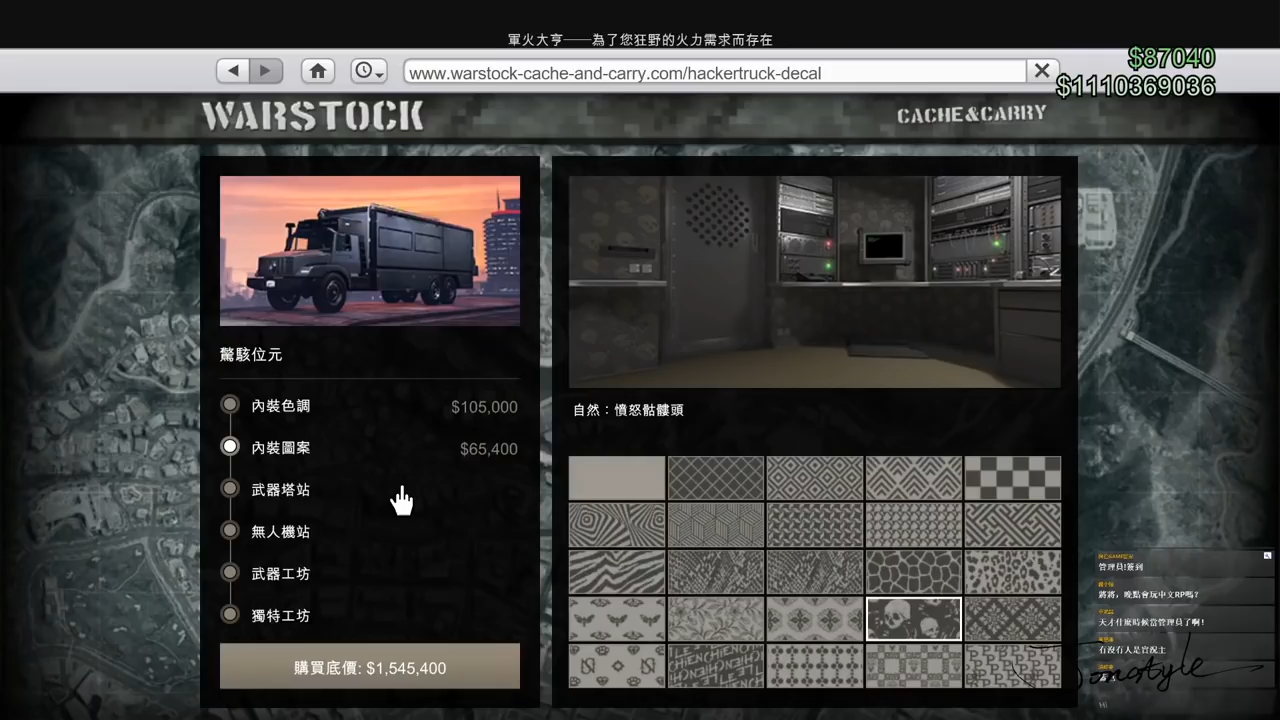 軍火大亨——為了您狂野的火力需求而存在
$87040
www.warstock-cache-and-carry.com/hackertruck-decal
$1110369036
WARSTOCK
CACHE&CARRY
驚駭位元
內裝色調 $105,000
內裝圖案 $65,400
武器塔站
無人機站
武器工坊
獨特工坊
購買底價: $1,545,400
自然：憤怒骷髏頭
管理員!簽到
將將，晚點會玩中文RP嗎?
天才什麼時候當管理員了啊!
有沒有人是官況主
Hi